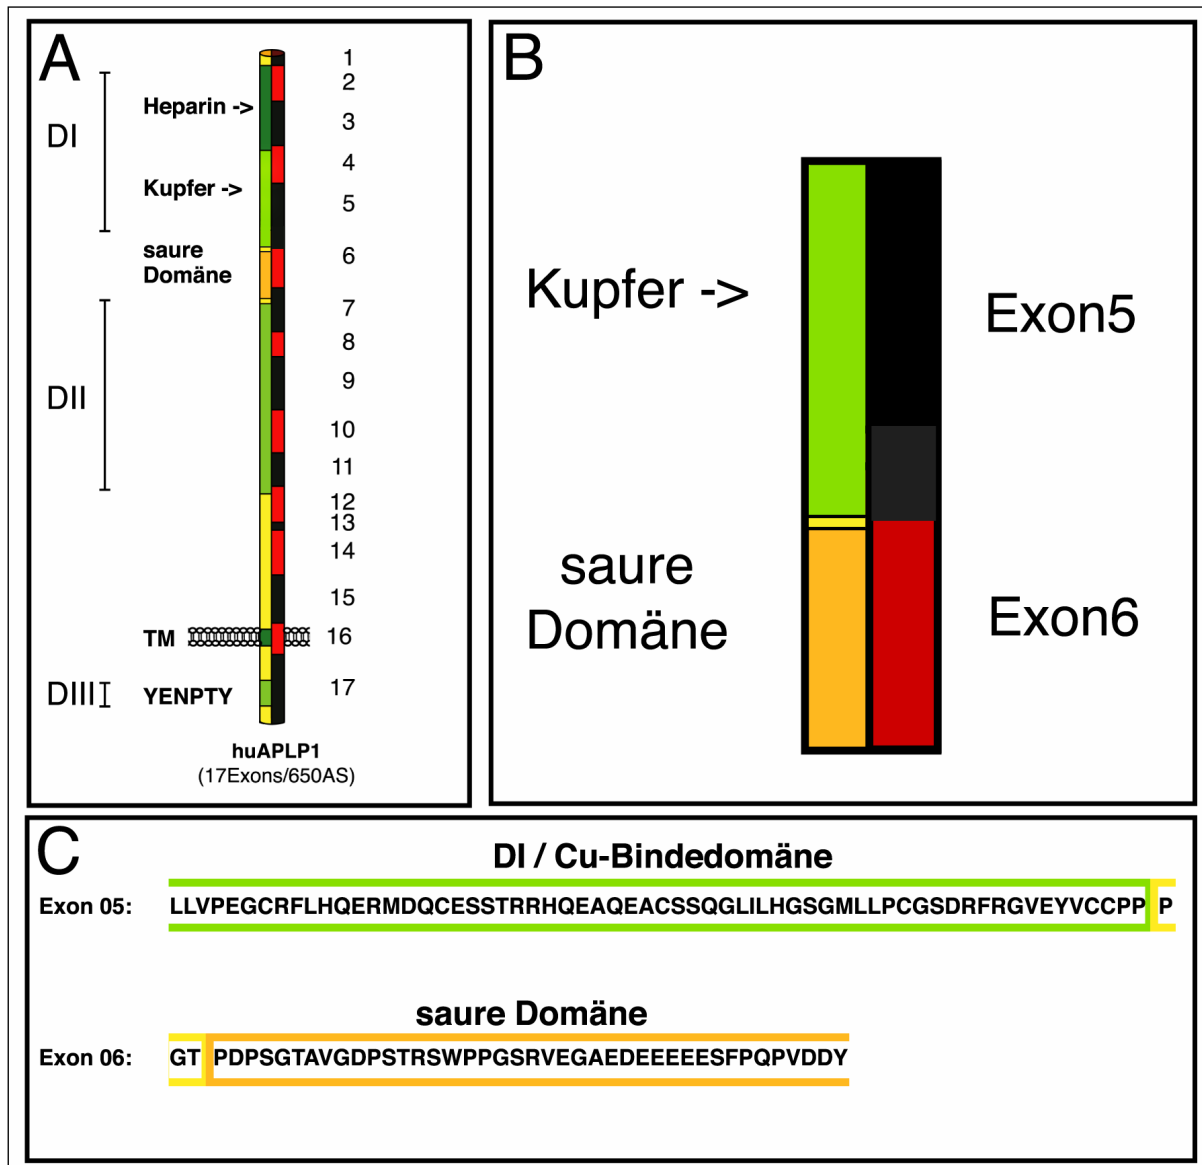 A
DI
Heparin ->
Kupfer ->
saure
Domäne
DII
TM
DIII
YENPTY
1
2
3
4
5
6
7
8
9
10
11
12
13
14
15
16
17
huAPLP1
(17Exons/650AS)
B
Kupfer ->
Exon5
saure
Domäne
Exon6
C
DI / Cu-Bindedomäne
Exon 05: LLVPEGCRFLHQERMDQCESSTRRHQEAQEACSSQGLILHGSGMLLPCGSDRFRGVEYVCCPP P
saure Domäne
Exon 06: GT PDPSGTAVGDPSTRSWPPGSRVEGAEDEEEEESFPQPVDDY